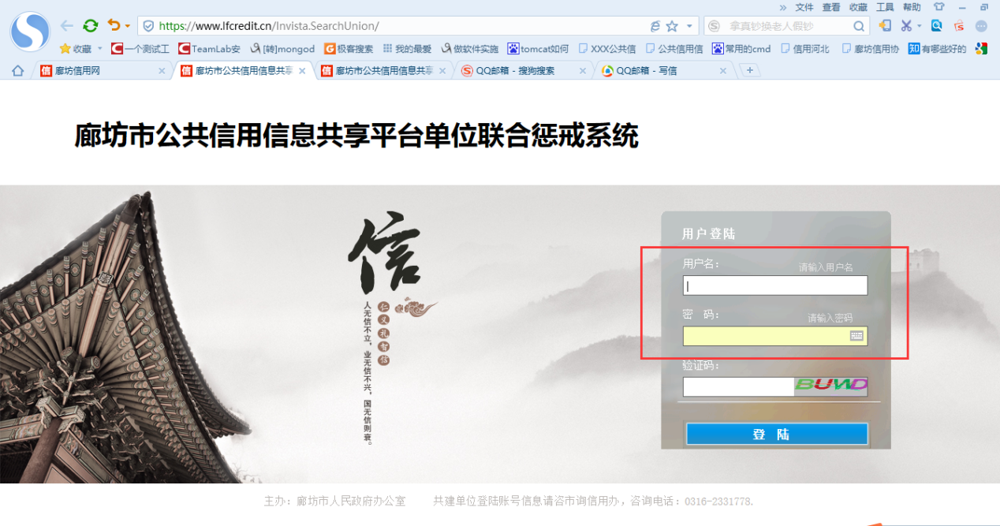 » 文件 查看 收藏 工具 帮助
https://www.lfcredit.cn/Invista.SearchUnion/
拿真钞换老人假钞
收藏 一个测试工 TeamLab安 [转]mongod 极客搜索 我的最爱 做软件实施 tomcat如何 XXX公共信 公共信用信 常用的cmd 信用河北 廊坊信用协 知 有哪些好的
信 廊坊信用网 信 廊坊市公共信用信息共享 信 廊坊市公共信用信息共享 QQ邮箱 - 搜狗搜索 QQ邮箱 - 写信
廊坊市公共信用信息共享平台单位联合惩戒系统
信
仁义礼智信
人无信不立，业无信不兴，国无信则衰。
用户登陆
用户名： 请输入用户名
密 码： 请输入密码
验证码：
BUWD
登 陆
主办：廊坊市人民政府办公室 共建单位登陆账号信息请咨市询信用办，咨询电话：0316-2331778.